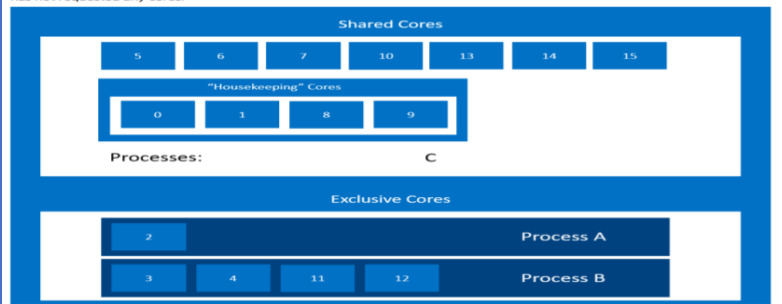 Shared Cores
5 6 7 10 13 14 15
"Housekeeping" Cores
0 1 8 9
Processes: C
Exclusive Cores
2 Process A
3 4 11 12 Process B